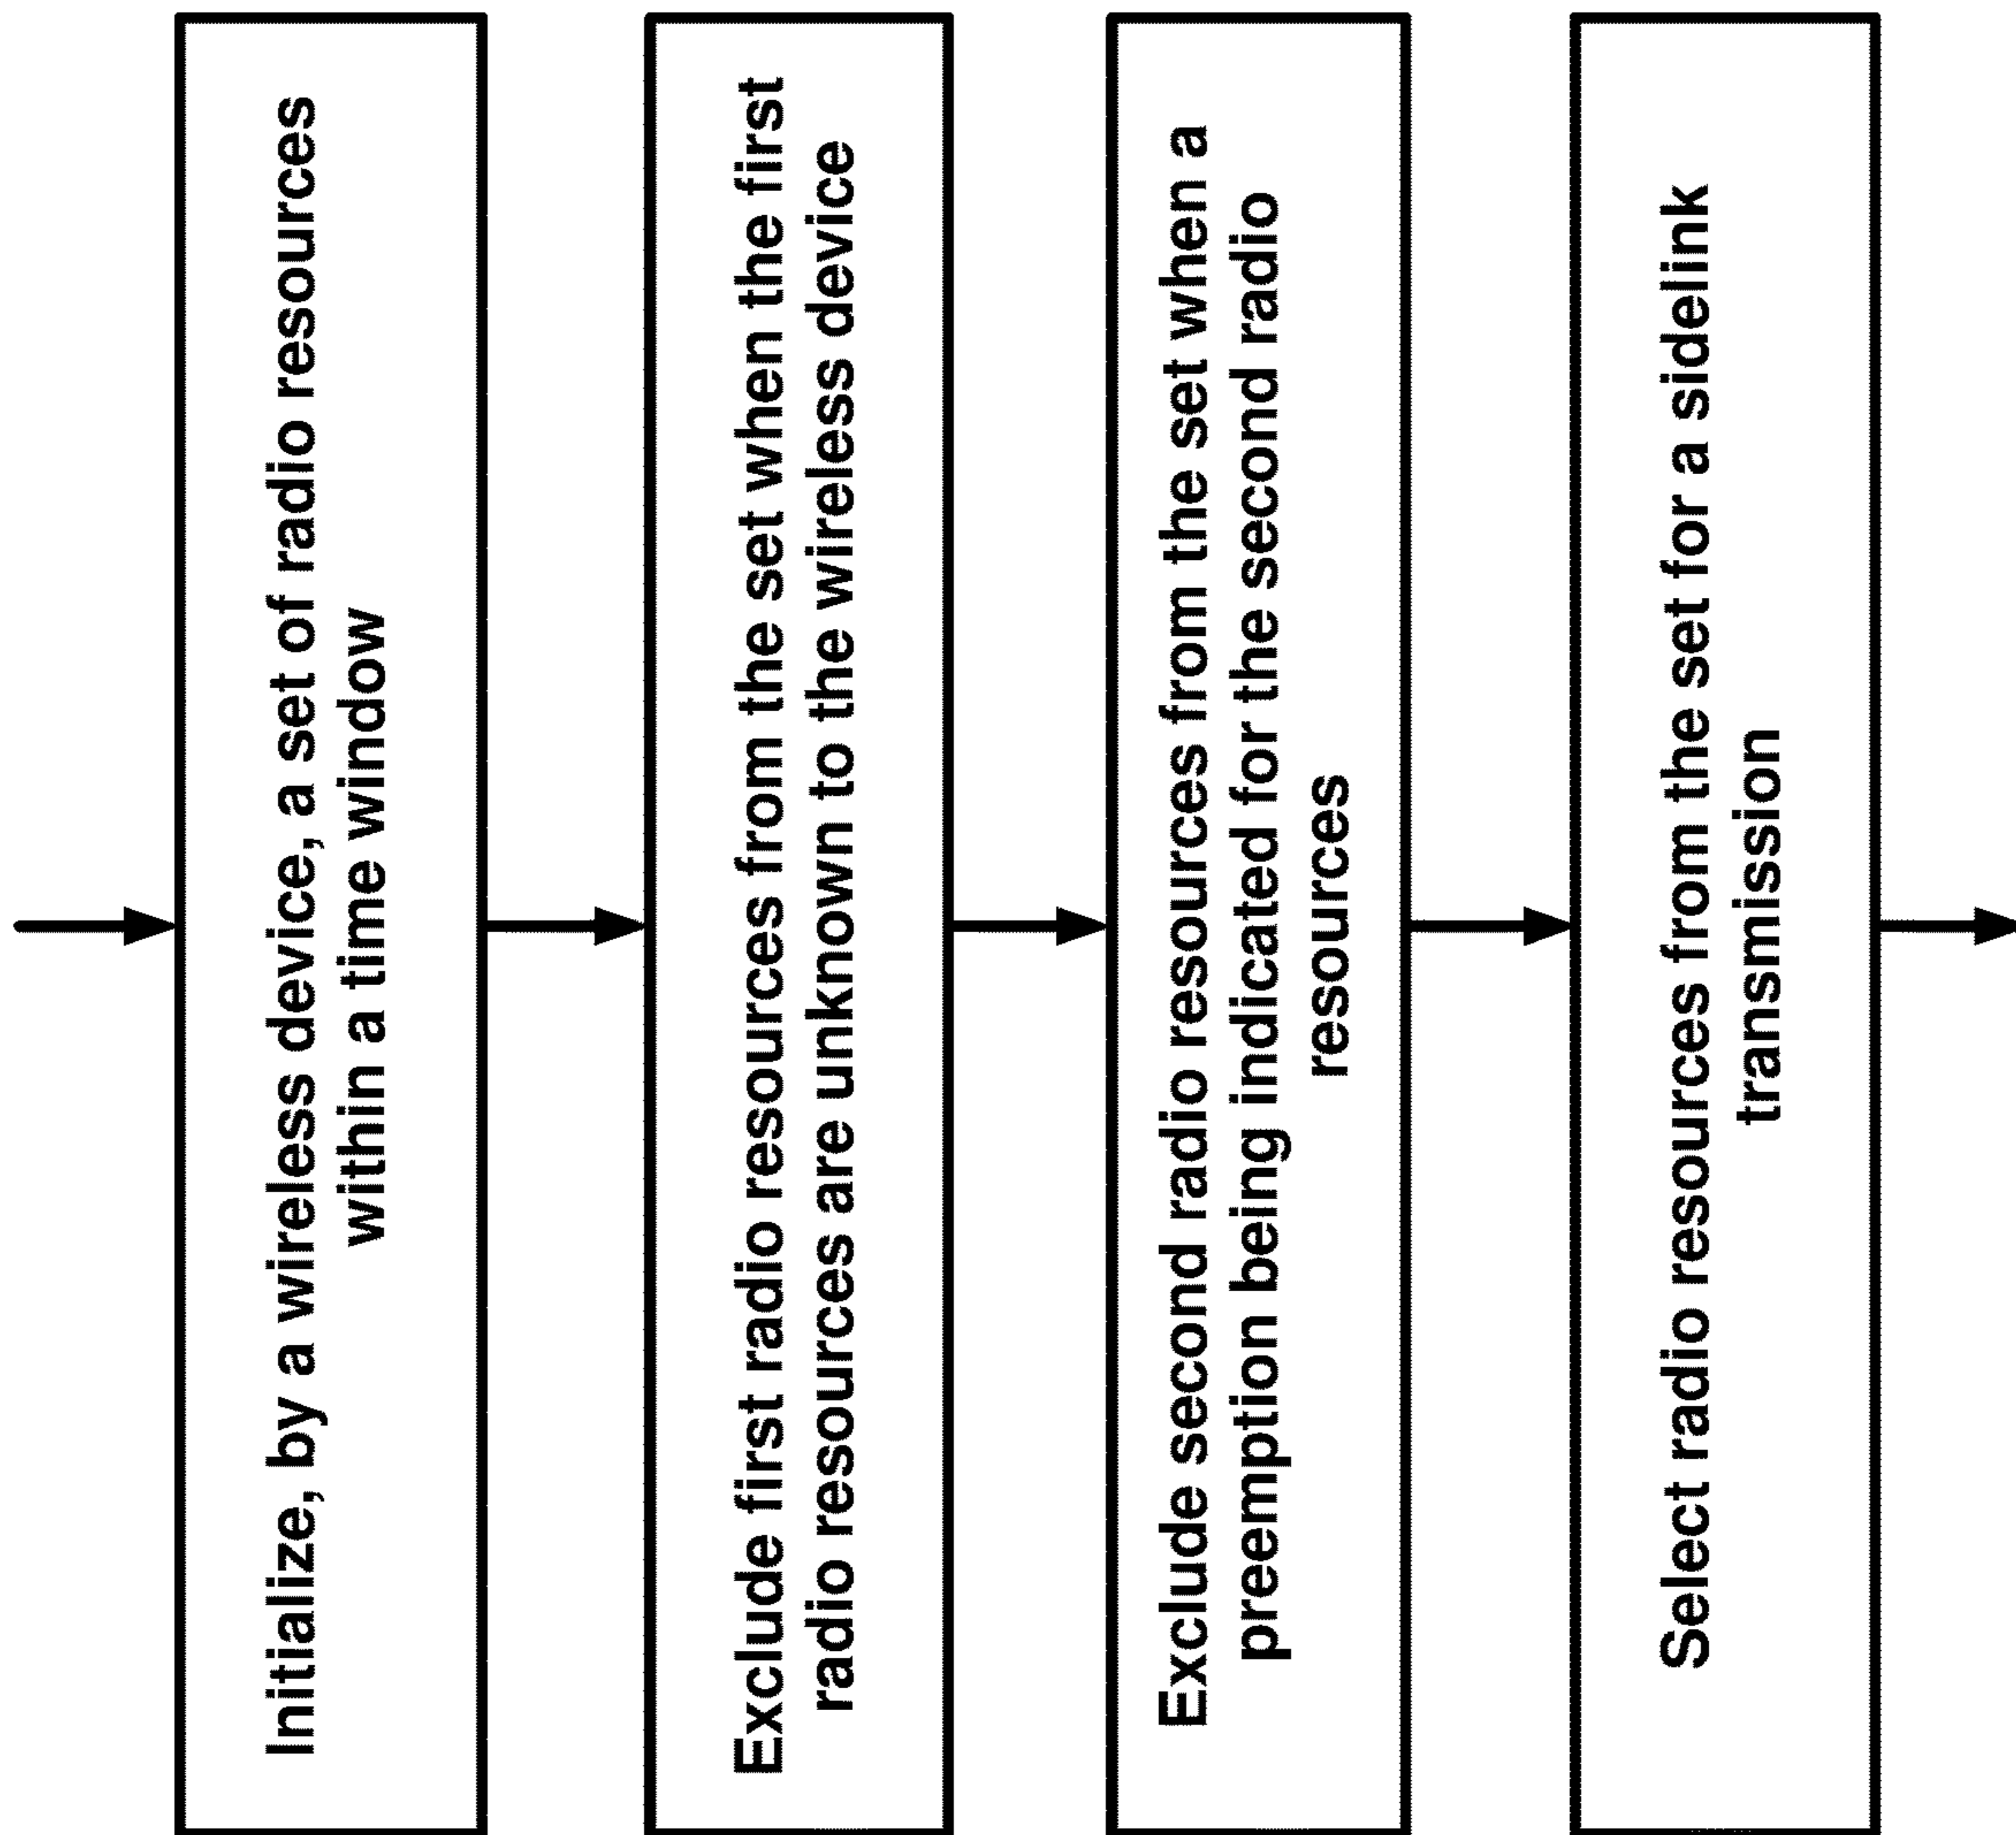 Initialize, by a wireless device, a set of radio resources
within a time window
Exclude first radio resources from the set when the first
radio resources are unknown to the wireless device
Exclude second radio resources from the set when a
preemption being indicated for the second radio
resources
Select radio resources from the set for a sidelink
transmission